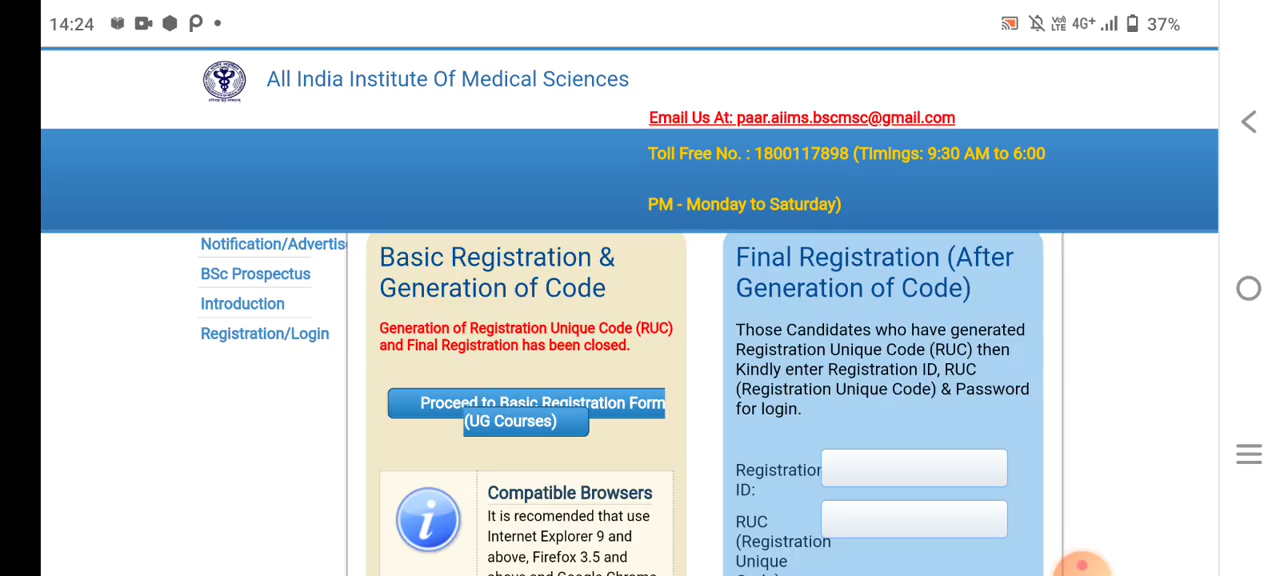 14:24
4G+
37%
All India Institute Of Medical Sciences
Email Us At: paar.aiims.bscmsc@gmail.com
Toll Free No. : 1800117898 (Timings: 9:30 AM to 6:00
PM - Monday to Saturday)
Notification/Advertis
BSc Prospectus
Introduction
Registration/Login
Basic Registration &
Generation of Code
Generation of Registration Unique Code (RUC)
and Final Registration has been closed.
Proceed to Basic Registration Form
(UG Courses)
Compatible Browsers
It is recomended that use
Internet Explorer 9 and
above, Firefox 3.5 and
above and Google Chrome
Final Registration (After
Generation of Code)
Those Candidates who have generated
Registration Unique Code (RUC) then
Kindly enter Registration ID, RUC
(Registration Unique Code) & Password
for login.
Registration
ID:
RUC
(Registration
Unique